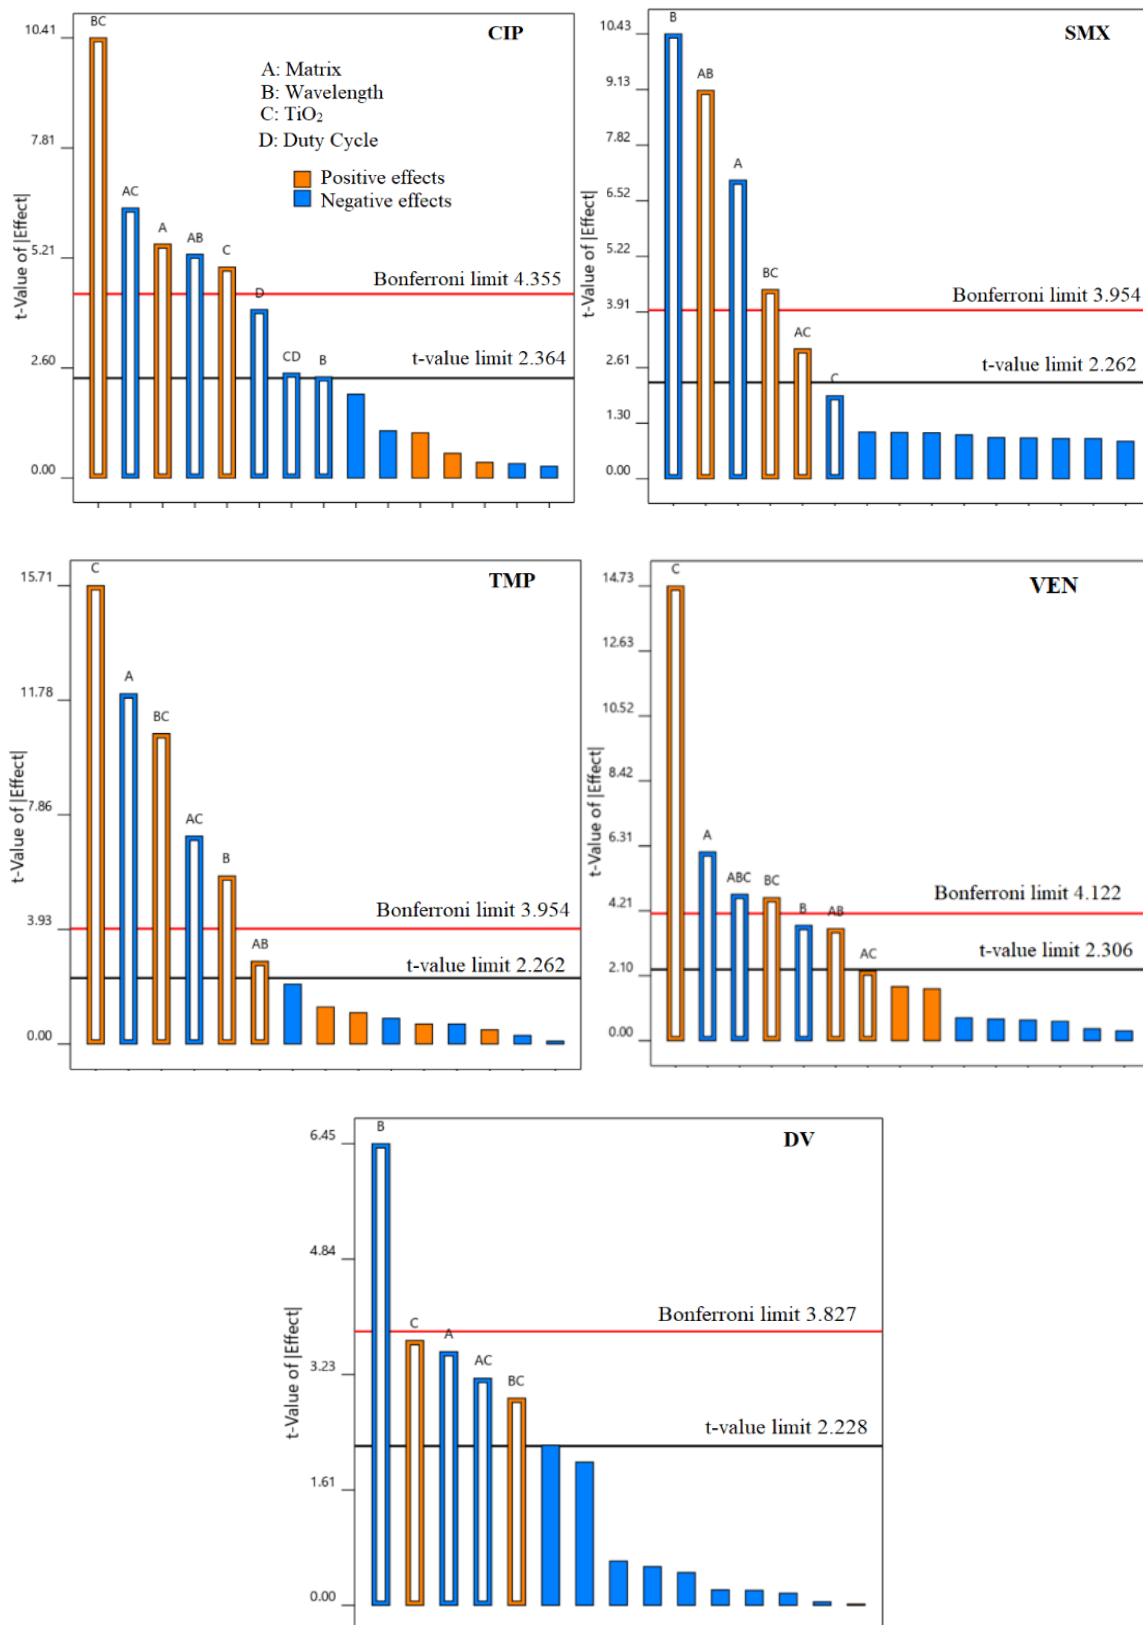 CIP
10.41
7.81
5.21
2.60
0.00
t-Value of |Effect|
BC
AC
A
AB
C
D
CD
B
A: Matrix
B: Wavelength
C: TiO₂
D: Duty Cycle
Positive effects
Negative effects
Bonferroni limit 4.355
t-value limit 2.364
SMX
10.43
9.13
7.82
6.52
5.22
3.91
2.61
1.30
0.00
t-Value of |Effect|
B
AB
A
BC
AC
C
Bonferroni limit 3.954
t-value limit 2.262
TMP
15.71
11.78
7.86
3.93
0.00
t-Value of |Effect|
C
A
BC
AC
B
AB
Bonferroni limit 3.954
t-value limit 2.262
VEN
14.73
12.63
10.52
8.42
6.31
4.21
2.10
0.00
t-Value of |Effect|
C
A
ABC
BC
B
AB
AC
Bonferroni limit 4.122
t-value limit 2.306
DV
6.45
4.84
3.23
1.61
0.00
t-Value of |Effect|
B
C
A
AC
BC
Bonferroni limit 3.827
t-value limit 2.228